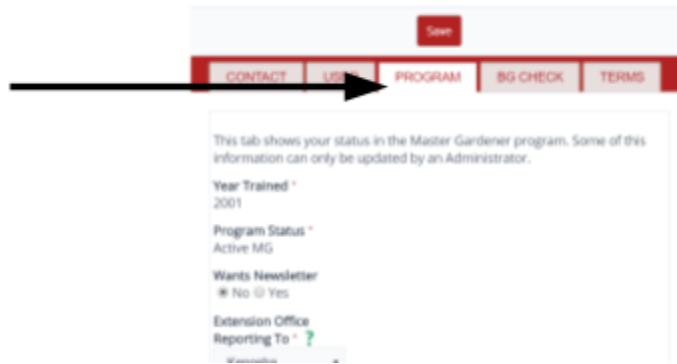 Save
CONTACT USER PROGRAM BG CHECK TERMS
This tab shows your status in the Master Gardener program. Some of this
information can only be updated by an Administrator.
Year Trained *
2001
Program Status *
Active MG
Wants Newsletter
No Yes
Extension Office
Reporting To * ?
Kenosha